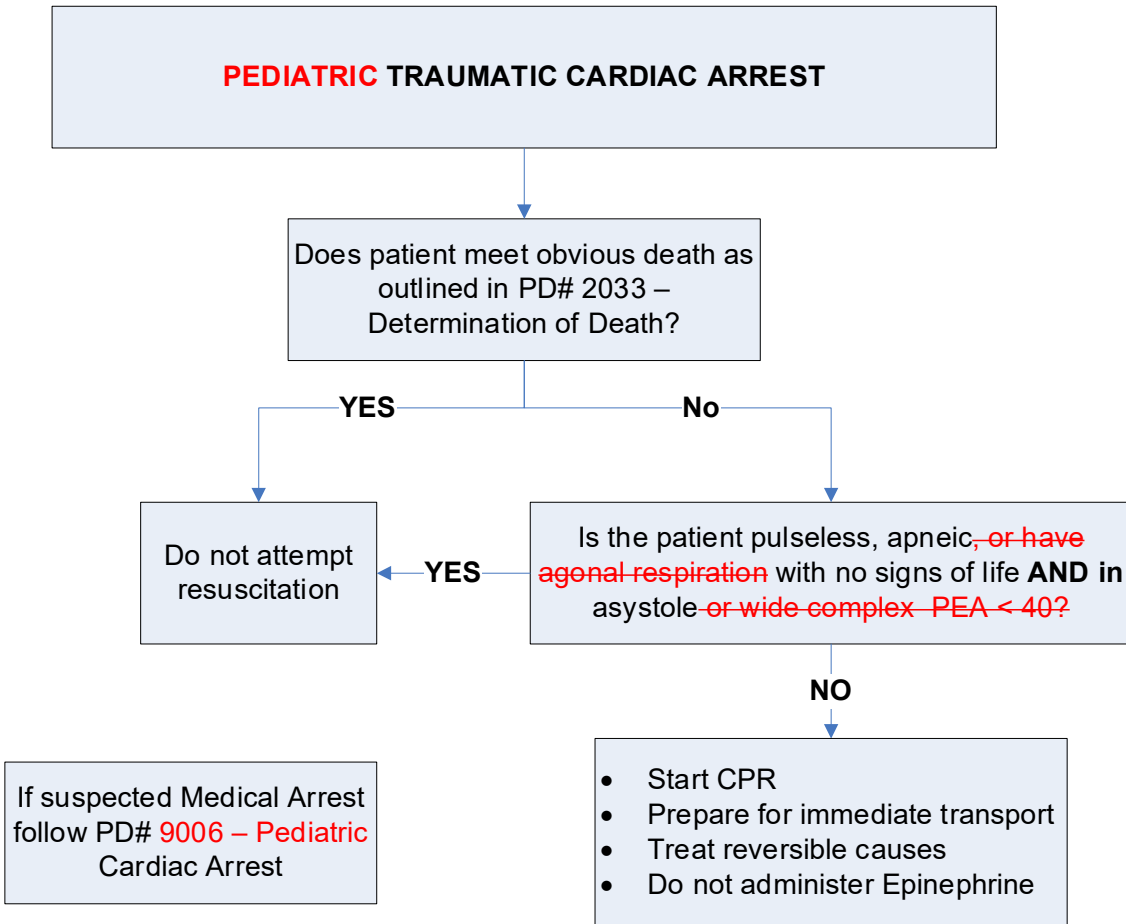 PEDIATRIC TRAUMATIC CARDIAC ARREST
Does patient meet obvious death as
outlined in PD# 2033 –
Determination of Death?
YES
No
Do not attempt
resuscitation
YES
Is the patient pulseless, apneic, or have
agonal respiration with no signs of life AND in
asystole or wide complex PEA < 40?
NO
If suspected Medical Arrest
follow PD# 9006 – Pediatric
Cardiac Arrest
• Start CPR
• Prepare for immediate transport
• Treat reversible causes
• Do not administer Epinephrine